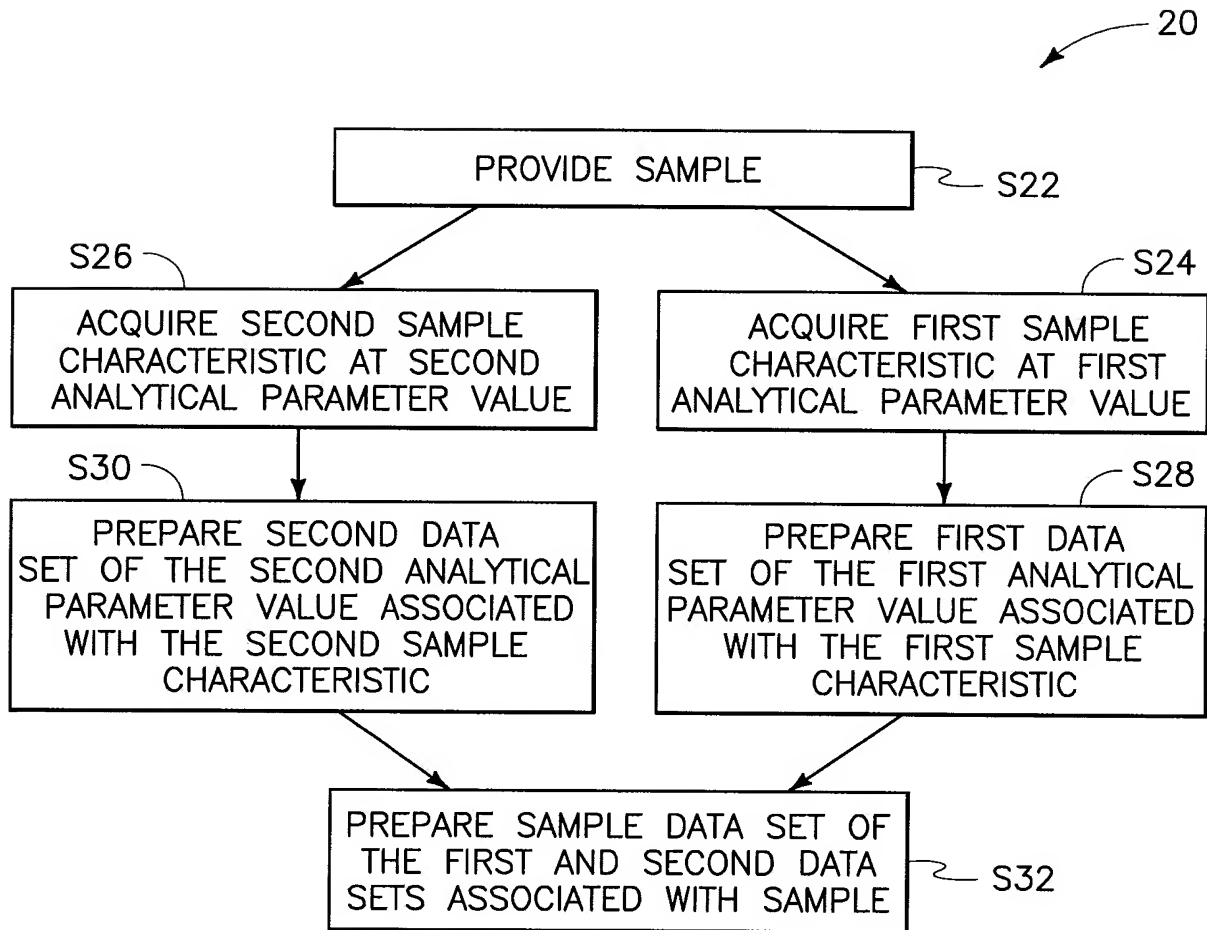 20
PROVIDE SAMPLE
S22
S26
ACQUIRE SECOND SAMPLE
CHARACTERISTIC AT SECOND
ANALYTICAL PARAMETER VALUE
S24
ACQUIRE FIRST SAMPLE
CHARACTERISTIC AT FIRST
ANALYTICAL PARAMETER VALUE
S30
PREPARE SECOND DATA
SET OF THE SECOND ANALYTICAL
PARAMETER VALUE ASSOCIATED
WITH THE SECOND SAMPLE
CHARACTERISTIC
S28
PREPARE FIRST DATA
SET OF THE FIRST ANALYTICAL
PARAMETER VALUE ASSOCIATED
WITH THE FIRST SAMPLE
CHARACTERISTIC
PREPARE SAMPLE DATA SET OF
THE FIRST AND SECOND DATA
SETS ASSOCIATED WITH SAMPLE
S32